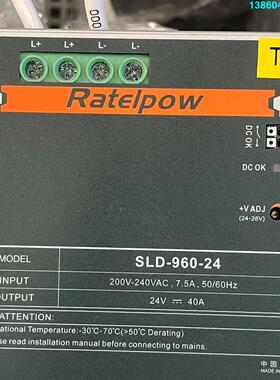 13860
L+ L+ L- L-
T
Ratelpow
DC OK
DC OK
+V ADJ
(24-28V)
MODEL SLD-960-24
INPUT 200V-240VAC, 7.5A, 50/60Hz
OUTPUT 24V ⎓ 40A
ATTENTION:
ational Temperature:-30℃-70℃(>50℃ Derating)
se read installation manual before connecting to mains.
中国